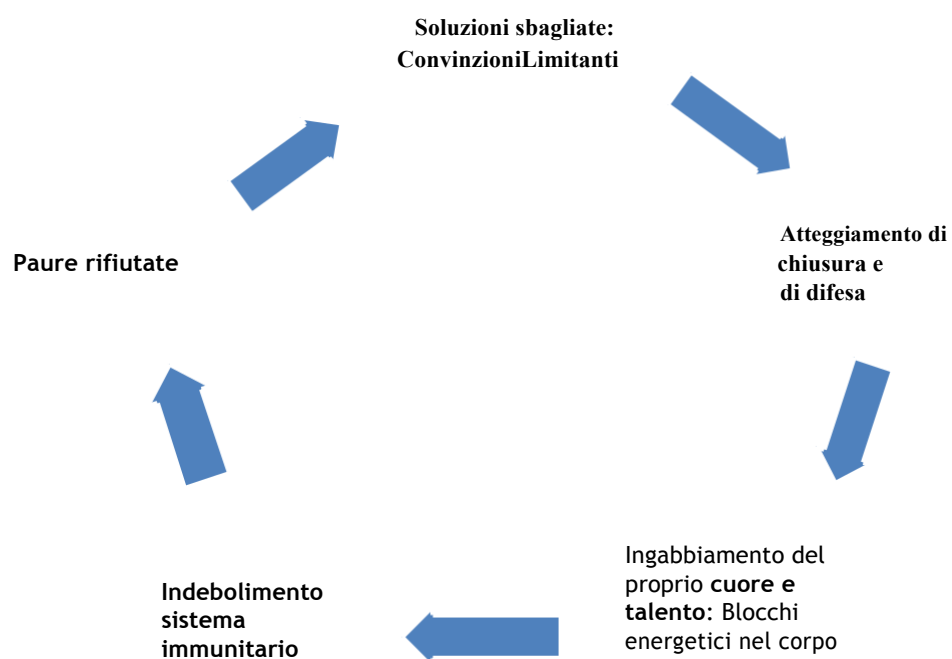 Soluzioni sbagliate:
ConvinzioniLimitanti
Atteggiamento di
chiusura e
di difesa
Ingabbiamento del
proprio cuore e
talento: Blocchi
energetici nel corpo
Indebolimento
sistema
immunitario
Paure rifiutate